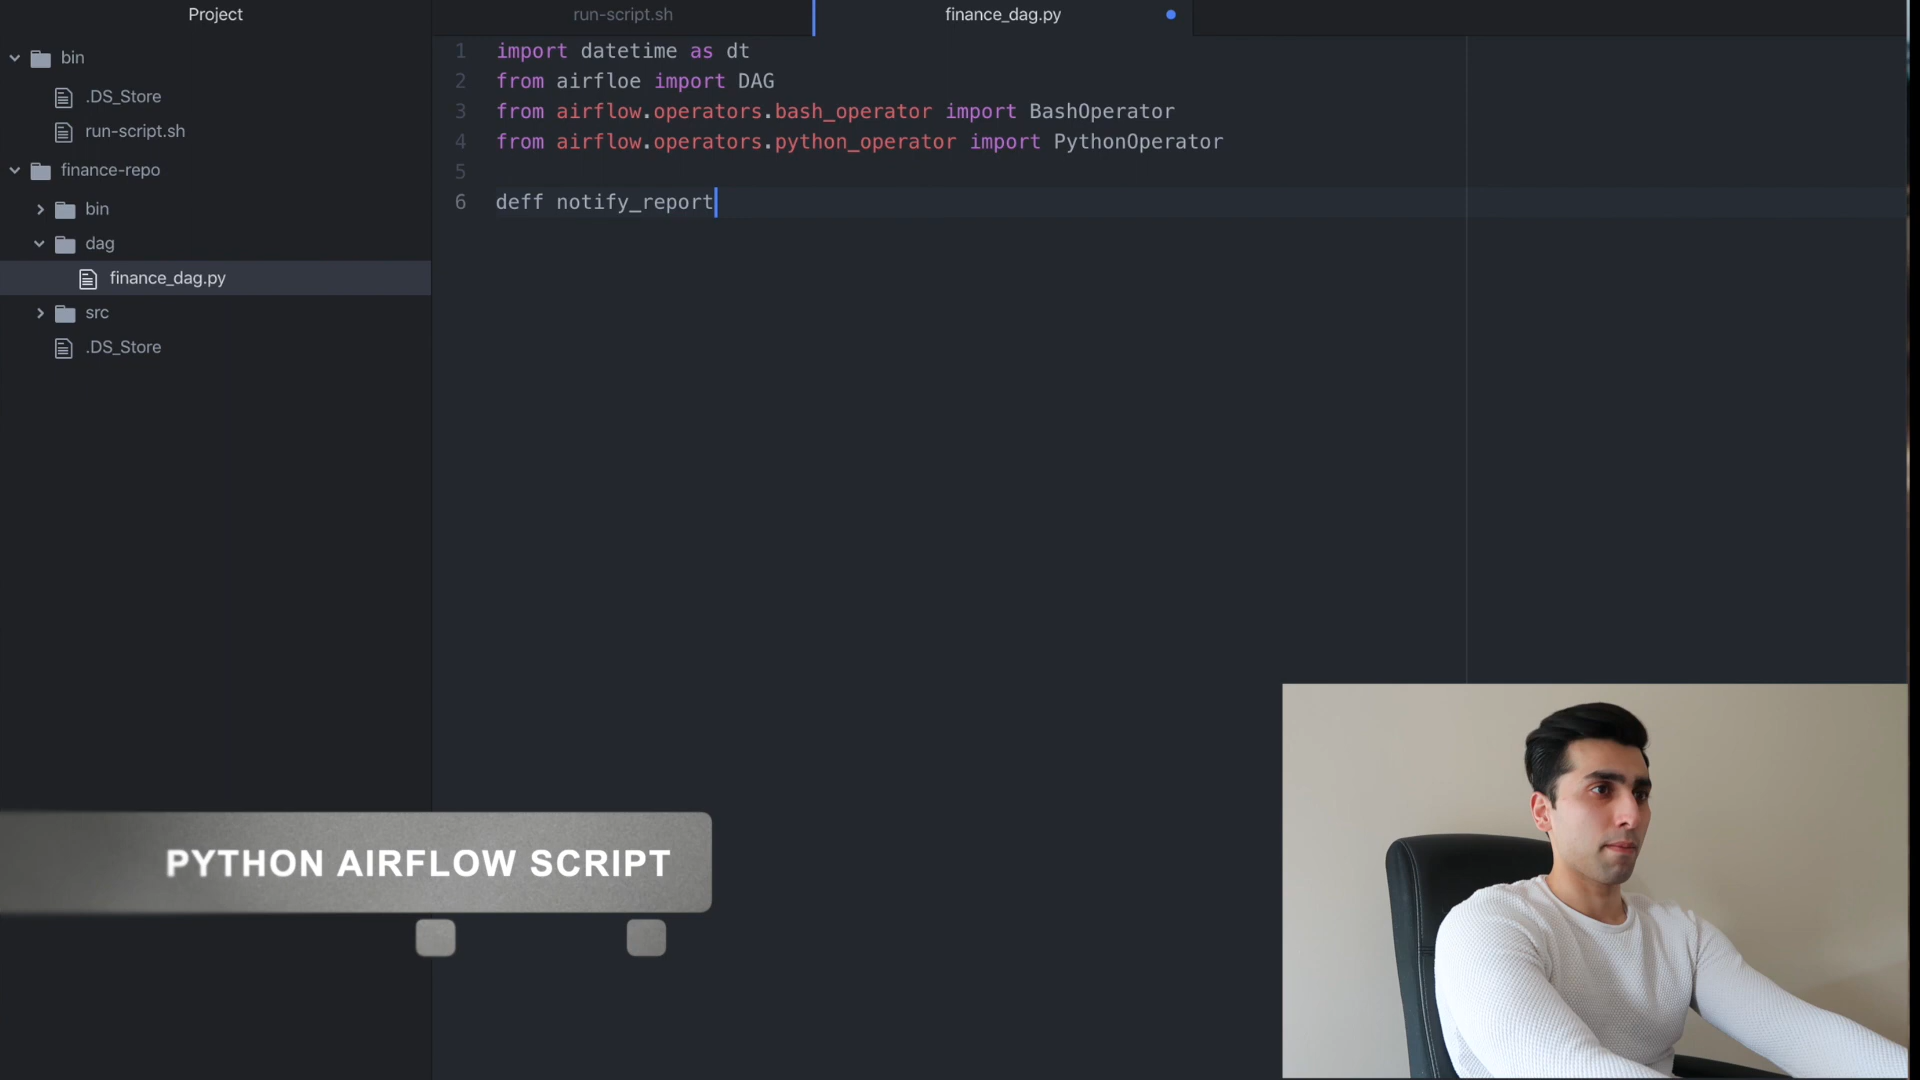 Project
bin
.DS_Store
run-script.sh
finance-repo
bin
dag
finance_dag.py
src
.DS_Store
run-script.sh
finance_dag.py
1 import datetime as dt
2 from airfloe import DAG
3 from airflow.operators.bash_operator import BashOperator
4 from airflow.operators.python_operator import PythonOperator
5
6 deff notify_report
PYTHON AIRFLOW SCRIPT